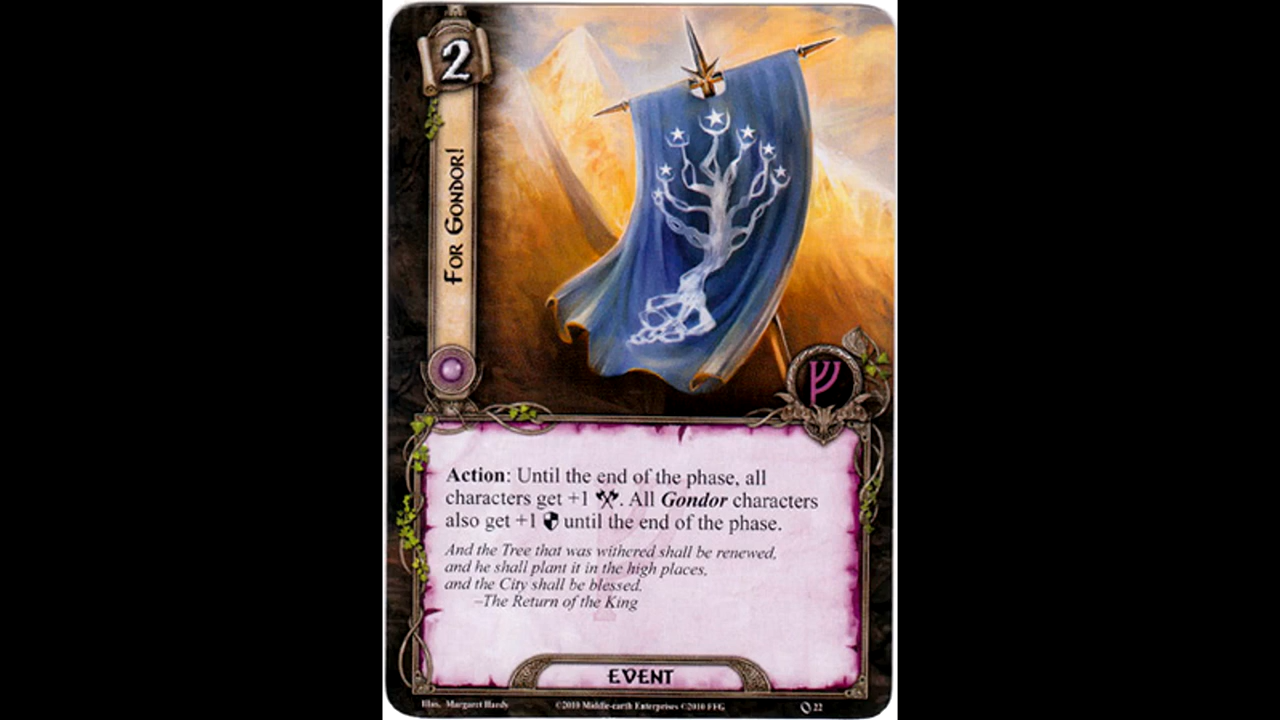 2
For Gondor!
Action: Until the end of the phase, all
characters get +1 . All Gondor characters
also get +1 until the end of the phase.
And the Tree that was withered shall be renewed,
and he shall plant it in the high places,
and the City shall be blessed.
–The Return of the King
EVENT
Illus. Margaret Hardy ©2010 Middle-earth Enterprises ©2010 FFG 22